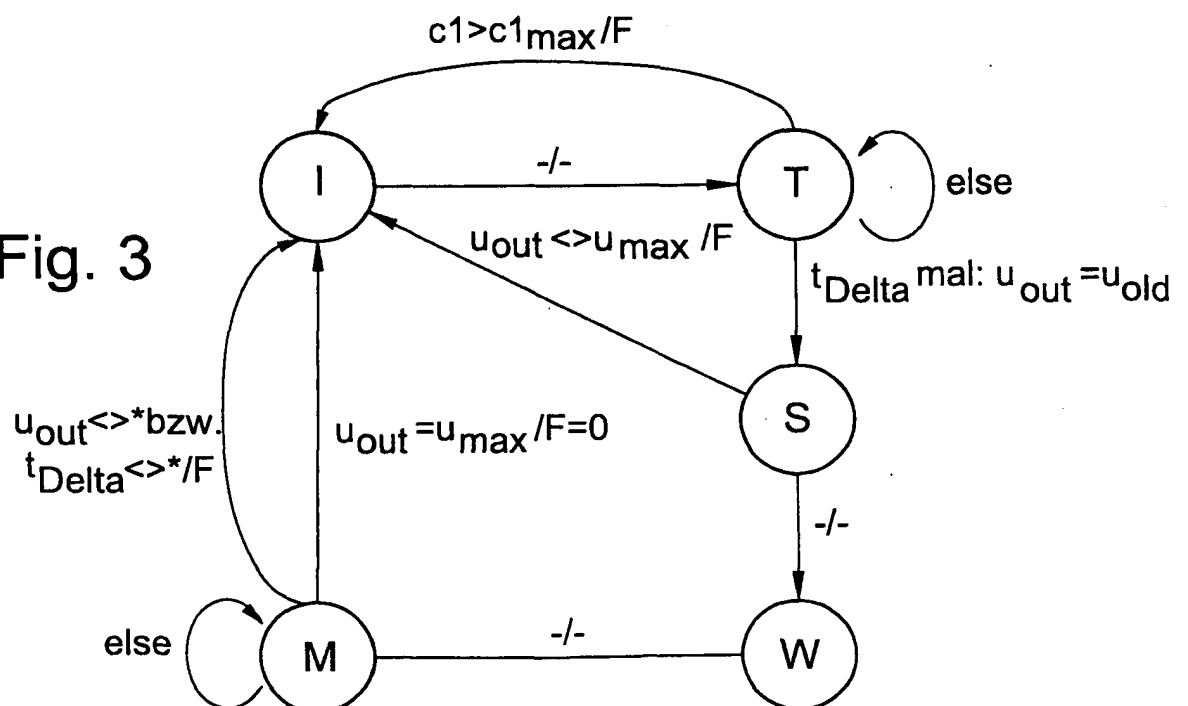 c1>c1max/F
I
-/-
T
else
Fig. 3
uout<>umax/F
tDelta mal: uout=uold
S
uout<>*bzw.
tDelta<>*/F
uout=umax/F=0
-/-
else
M
-/-
W